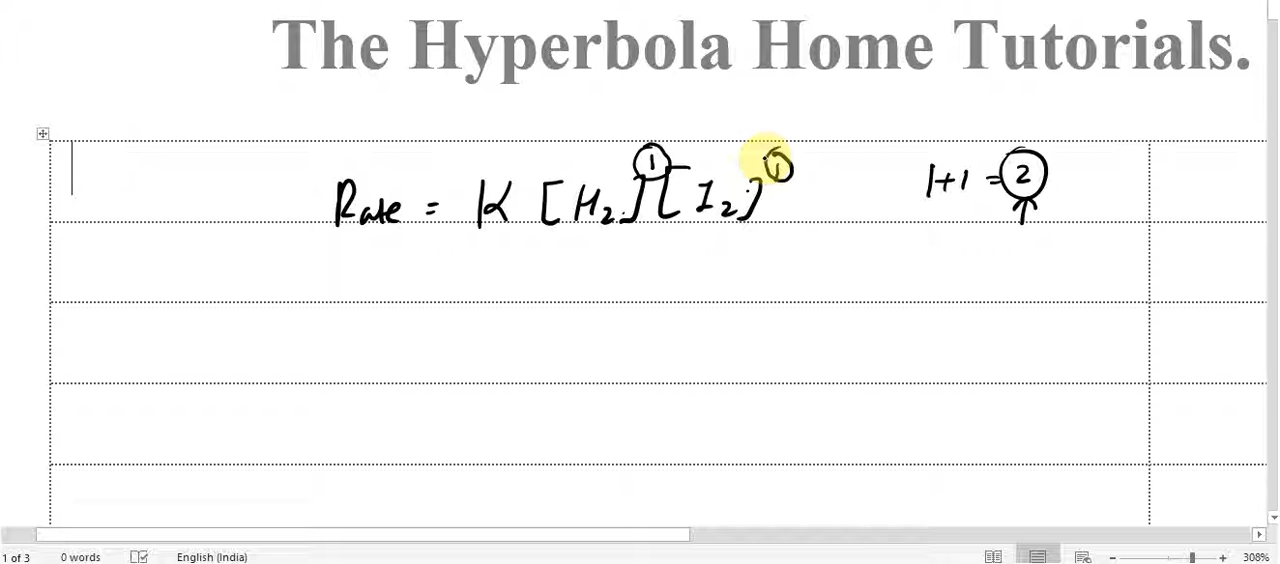 The Hyperbola Home Tutorials.
Rate = K [H₂]¹[I₂]¹ 1+1 = 2
1 of 3 0 words English (India) 308%